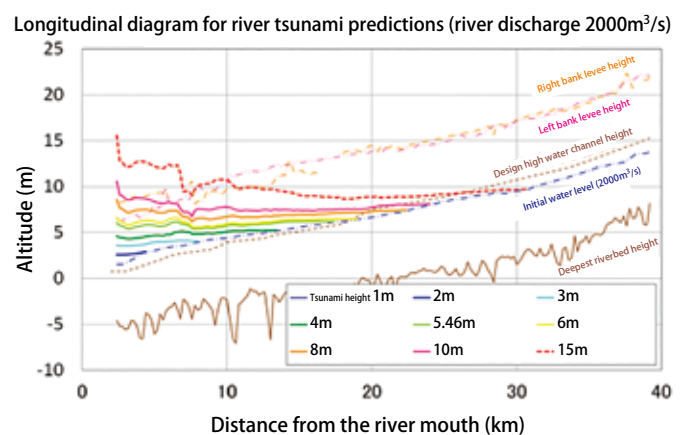 Longitudinal diagram for river tsunami predictions (river discharge 2000m³/s)
Altitude (m)
25
20
15
10
5
0
-5
-10
Right bank levee height
Left bank levee height
Design high water channel height
Initial water level (2000m³/s)
Deepest riverbed height
Tsunami height 1m 2m 3m
4m 5.46m 6m
8m 10m 15m
0 10 20 30 40
Distance from the river mouth (km)